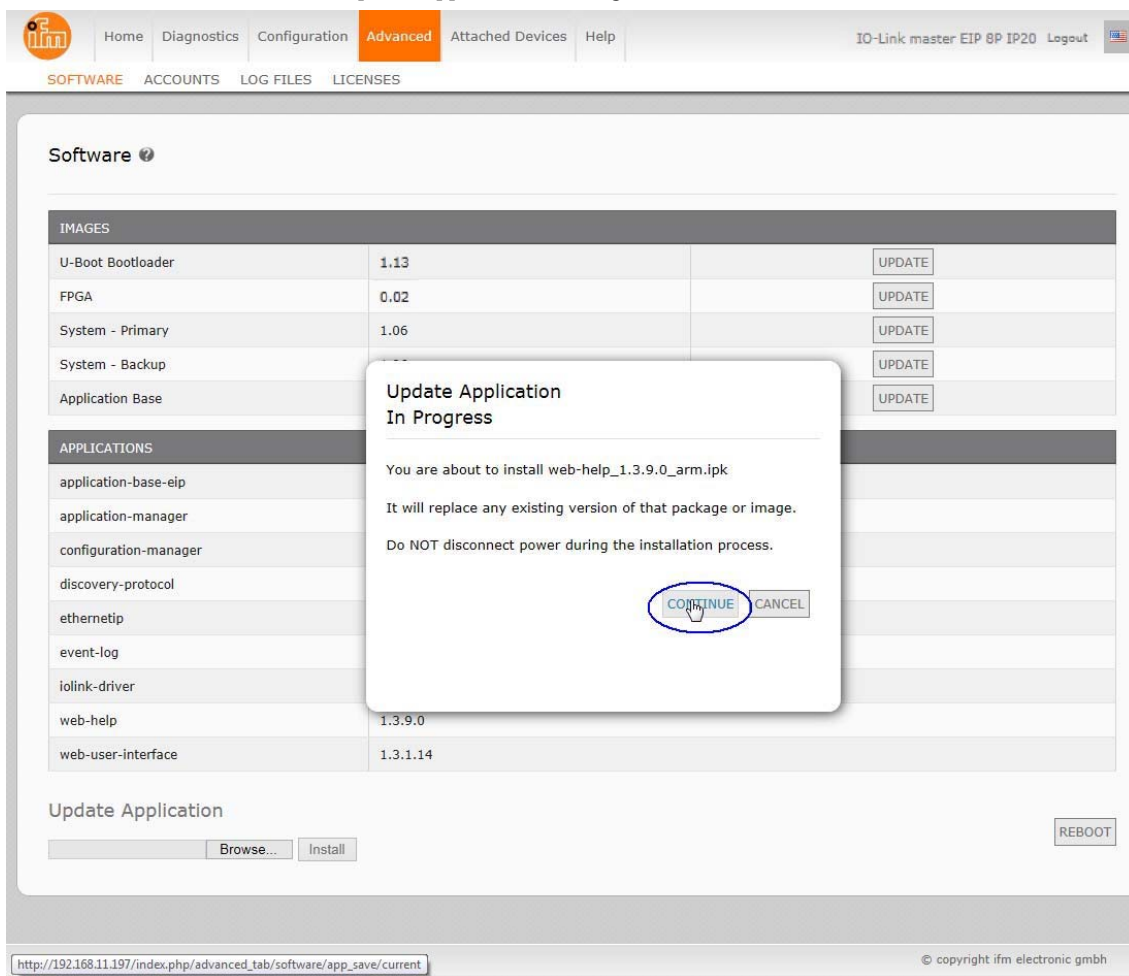 ifm
Home Diagnostics Configuration Advanced Attached Devices Help IO-Link master EIP 8P IP20 Logout
SOFTWARE ACCOUNTS LOG FILES LICENSES
Software
IMAGES
U-Boot Bootloader 1.13 UPDATE
FPGA 0.02 UPDATE
System - Primary 1.06 UPDATE
System - Backup UPDATE
Application Base UPDATE
Update Application
In Progress
You are about to install web-help_1.3.9.0_arm.ipk
It will replace any existing version of that package or image.
Do NOT disconnect power during the installation process.
CONTINUE CANCEL
APPLICATIONS
application-base-eip
application-manager
configuration-manager
discovery-protocol
ethernetip
event-log
iolink-driver
web-help 1.3.9.0
web-user-interface 1.3.1.14
Update Application
Browse... Install
REBOOT
http://192.168.11.197/index.php/advanced_tab/software/app_save/current
© copyright ifm electronic gmbh